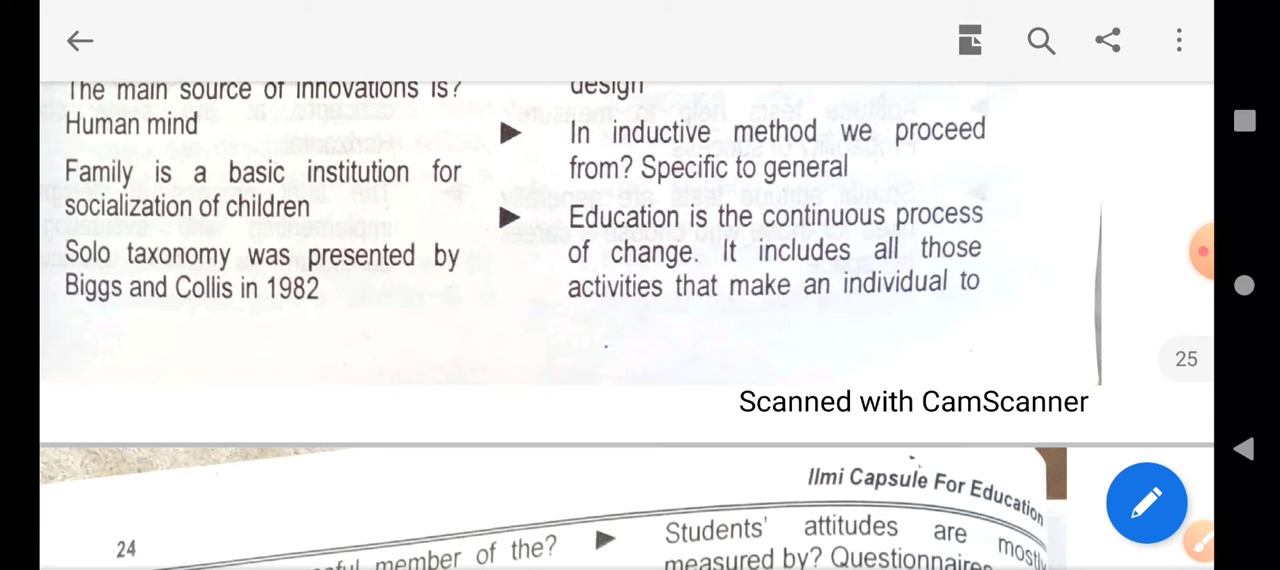 The main source of innovations is?
Human mind
Family is a basic institution for
socialization of children
Solo taxonomy was presented by
Biggs and Collis in 1982
design
In inductive method we proceed
from? Specific to general
Education is the continuous process
of change. It includes all those
activities that make an individual to
25
Scanned with CamScanner
Ilmi Capsule For Education
24
member of the?
Students' attitudes are mostly
measured by? Questionnaires